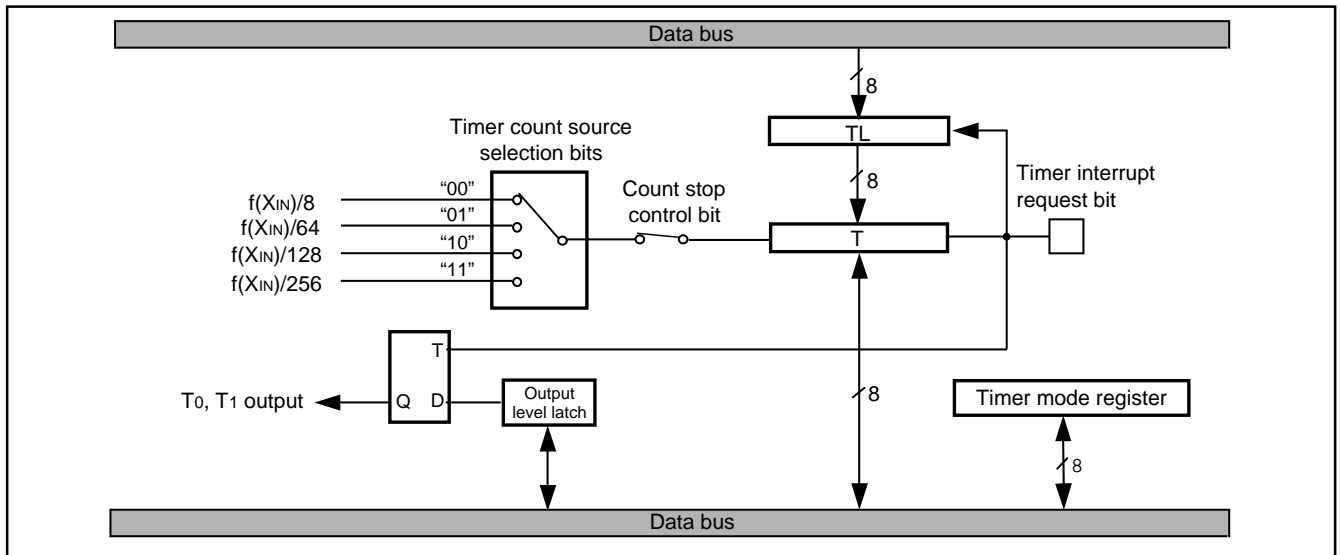 Data bus
8
TL
Timer count source
selection bits
8
Count stop
control bit
Timer interrupt
request bit
f(XIN)/8
"00"
f(XIN)/64
"01"
f(XIN)/128
"10"
f(XIN)/256
"11"
T
T
T0, T1 output
Q
D
Output
level latch
8
Timer mode register
8
Data bus